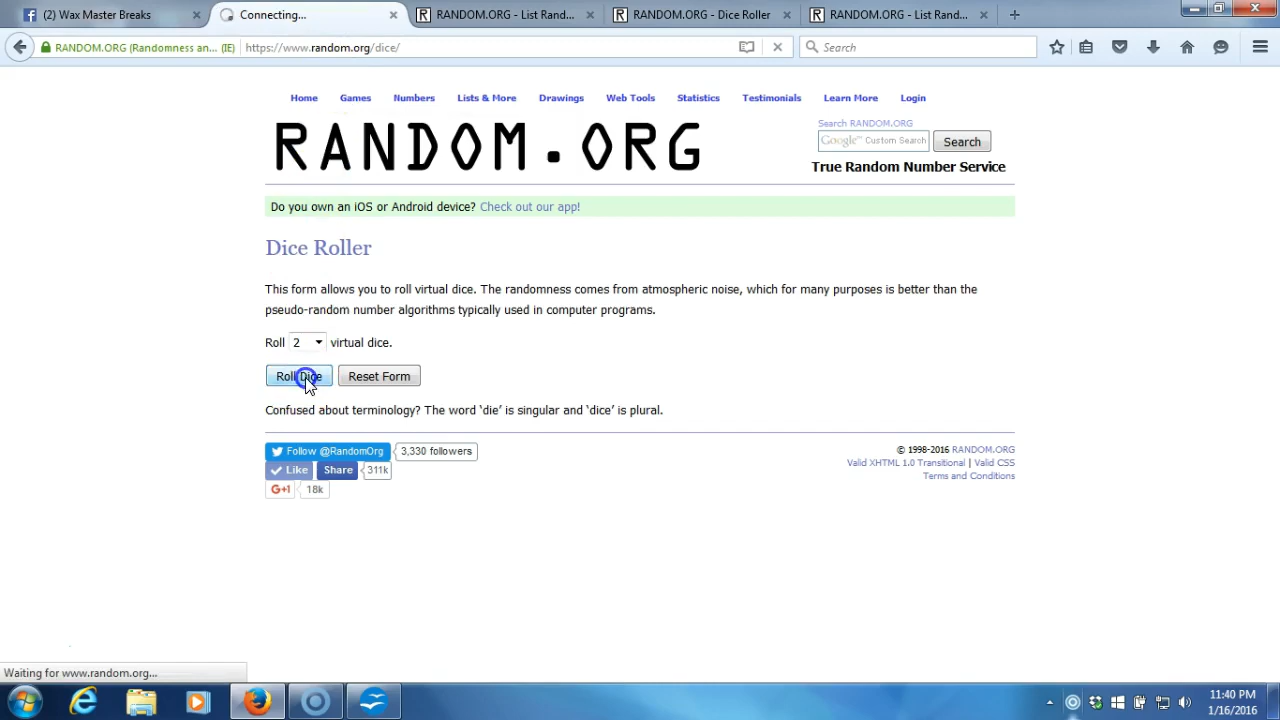 (2) Wax Master Breaks
Connecting...
RANDOM.ORG - List Rand...
RANDOM.ORG - Dice Roller
RANDOM.ORG - List Rand...
RANDOM.ORG (Randomness an... (IE)
https://www.random.org/dice/
Search
Home Games Numbers Lists & More Drawings Web Tools Statistics Testimonials Learn More Login
RANDOM.ORG
Search RANDOM.ORG
Google™ Custom Search
Search
True Random Number Service
Do you own an iOS or Android device? Check out our app!
Dice Roller
This form allows you to roll virtual dice. The randomness comes from atmospheric noise, which for many purposes is better than the
pseudo-random number algorithms typically used in computer programs.
Roll 2 virtual dice.
Roll Dice Reset Form
Confused about terminology? The word ‘die’ is singular and ‘dice’ is plural.
Follow @RandomOrg 3,330 followers
Like Share 311k
G+1 18k
© 1998-2016 RANDOM.ORG
Valid XHTML 1.0 Transitional | Valid CSS
Terms and Conditions
Waiting for www.random.org...
11:40 PM
1/16/2016